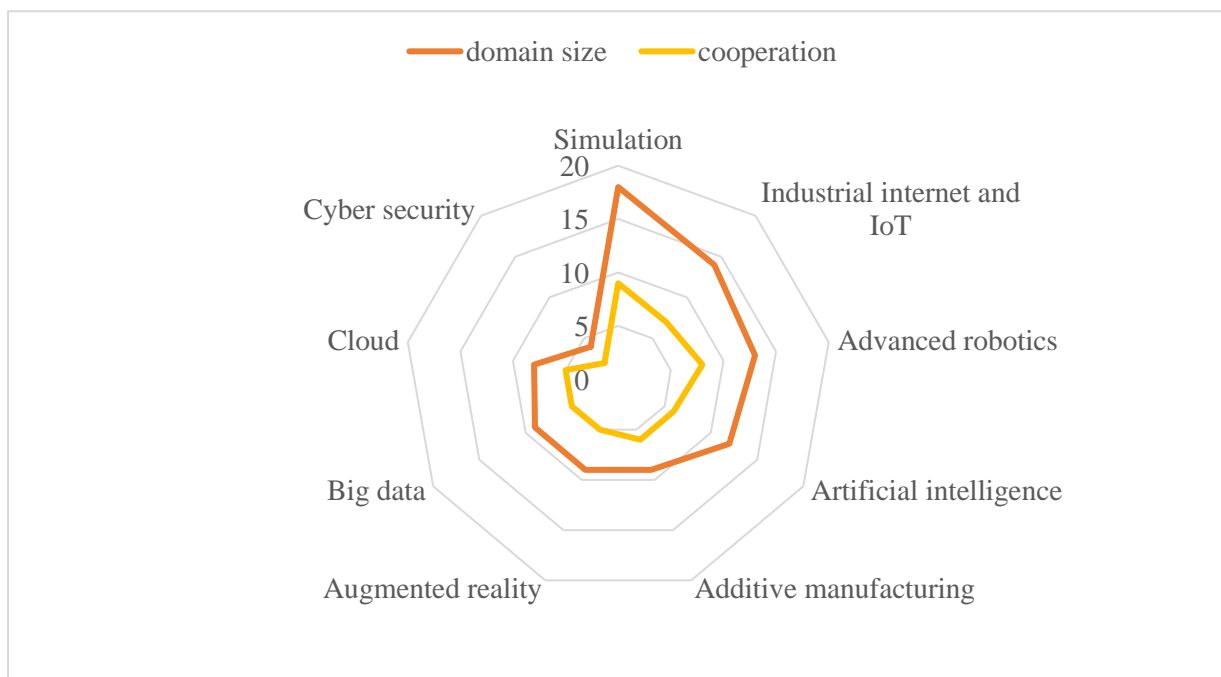 domain size cooperation
Simulation
20
Industrial internet and
IoT
Cyber security
15
10
5
Cloud
Advanced robotics
0
Big data
Artificial intelligence
Augmented reality
Additive manufacturing